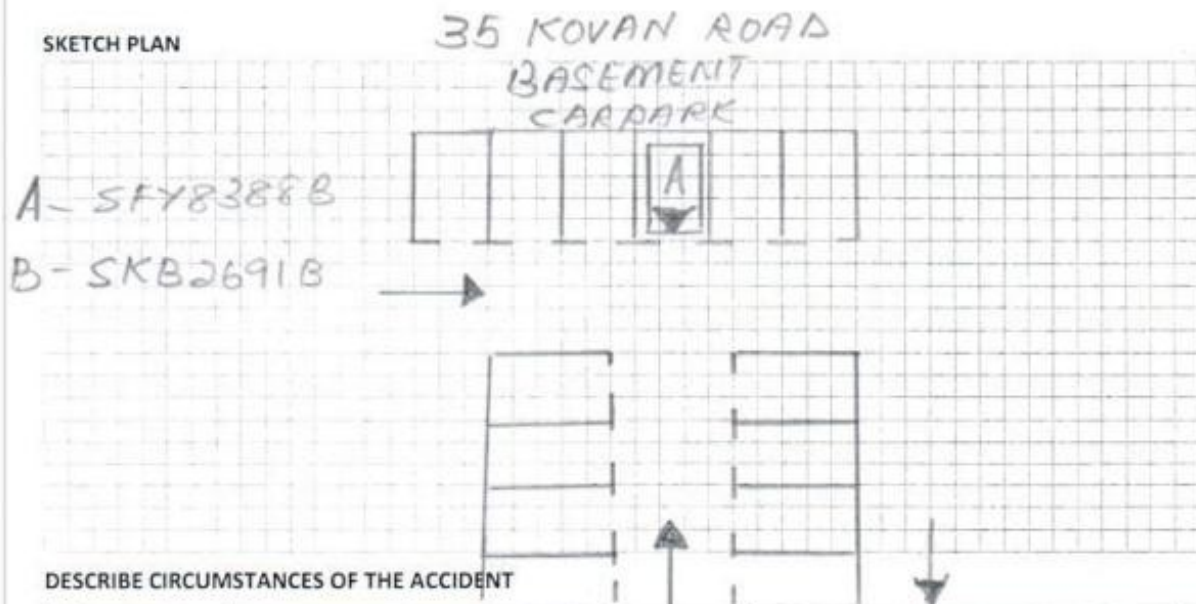 SKETCH PLAN
35 KOVAN ROAD
BASEMENT
CARPARK
A
A - SFY8388B
B - SKB2691B
DESCRIBE CIRCUMSTANCES OF THE ACCIDENT